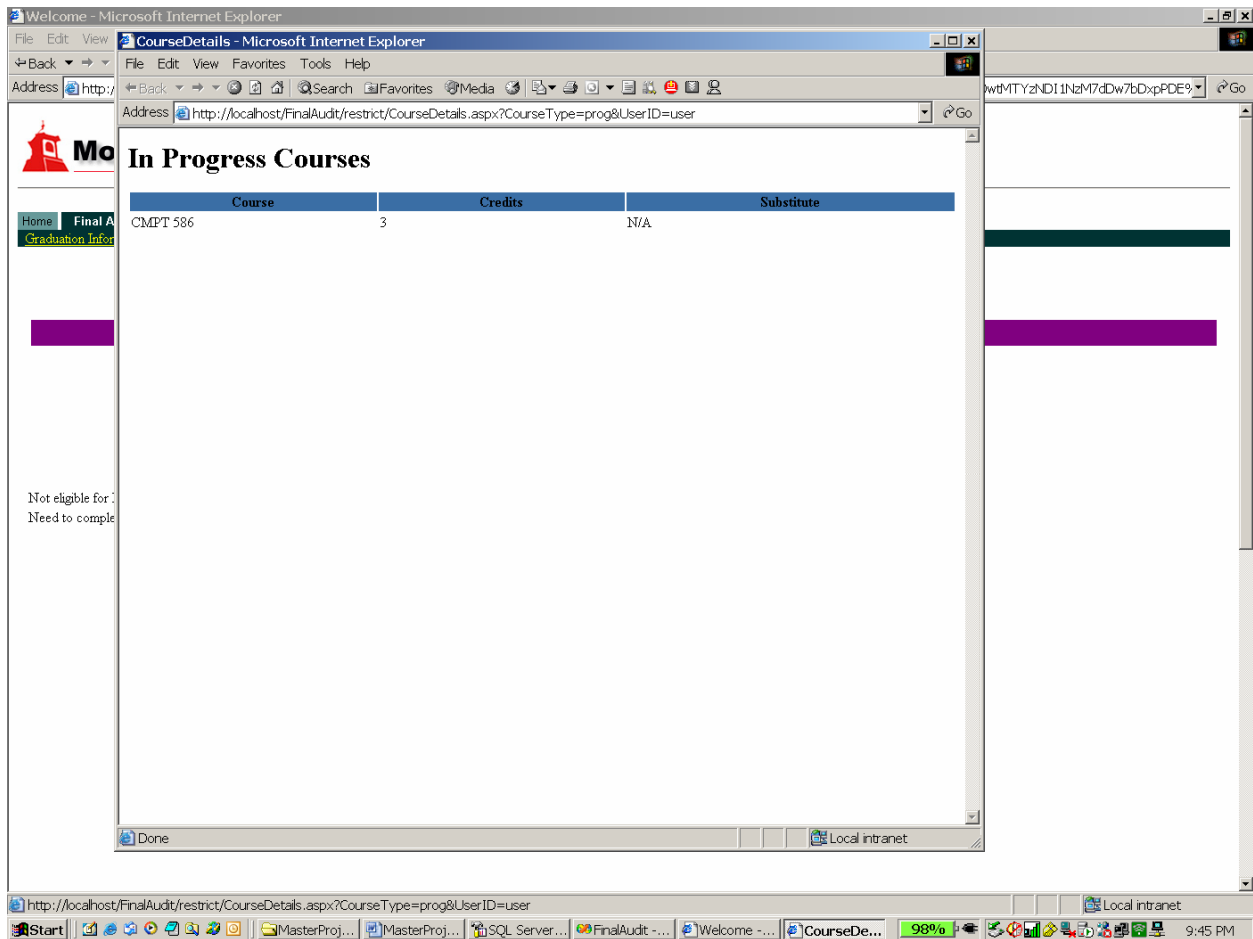 Welcome - Microsoft Internet Explorer
File Edit View
CourseDetails - Microsoft Internet Explorer
File Edit View Favorites Tools Help
Back
Back Search Favorites Media
Address http:/
Address http://localhost/FinalAudit/restrict/CourseDetails.aspx?CourseType=prog&UserID=user Go
Go
Mo
In Progress Courses
Course Credits Substitute
CMPT 586 3 N/A
Home Final A
Graduation Infor
Not eligible for
Need to comple
Done Local intranet
http://localhost/FinalAudit/restrict/CourseDetails.aspx?CourseType=prog&UserID=user Local intranet
Start MasterProj... MasterProj... SQL Server... FinalAudit -... Welcome -... CourseDe... 98% 9:45 PM